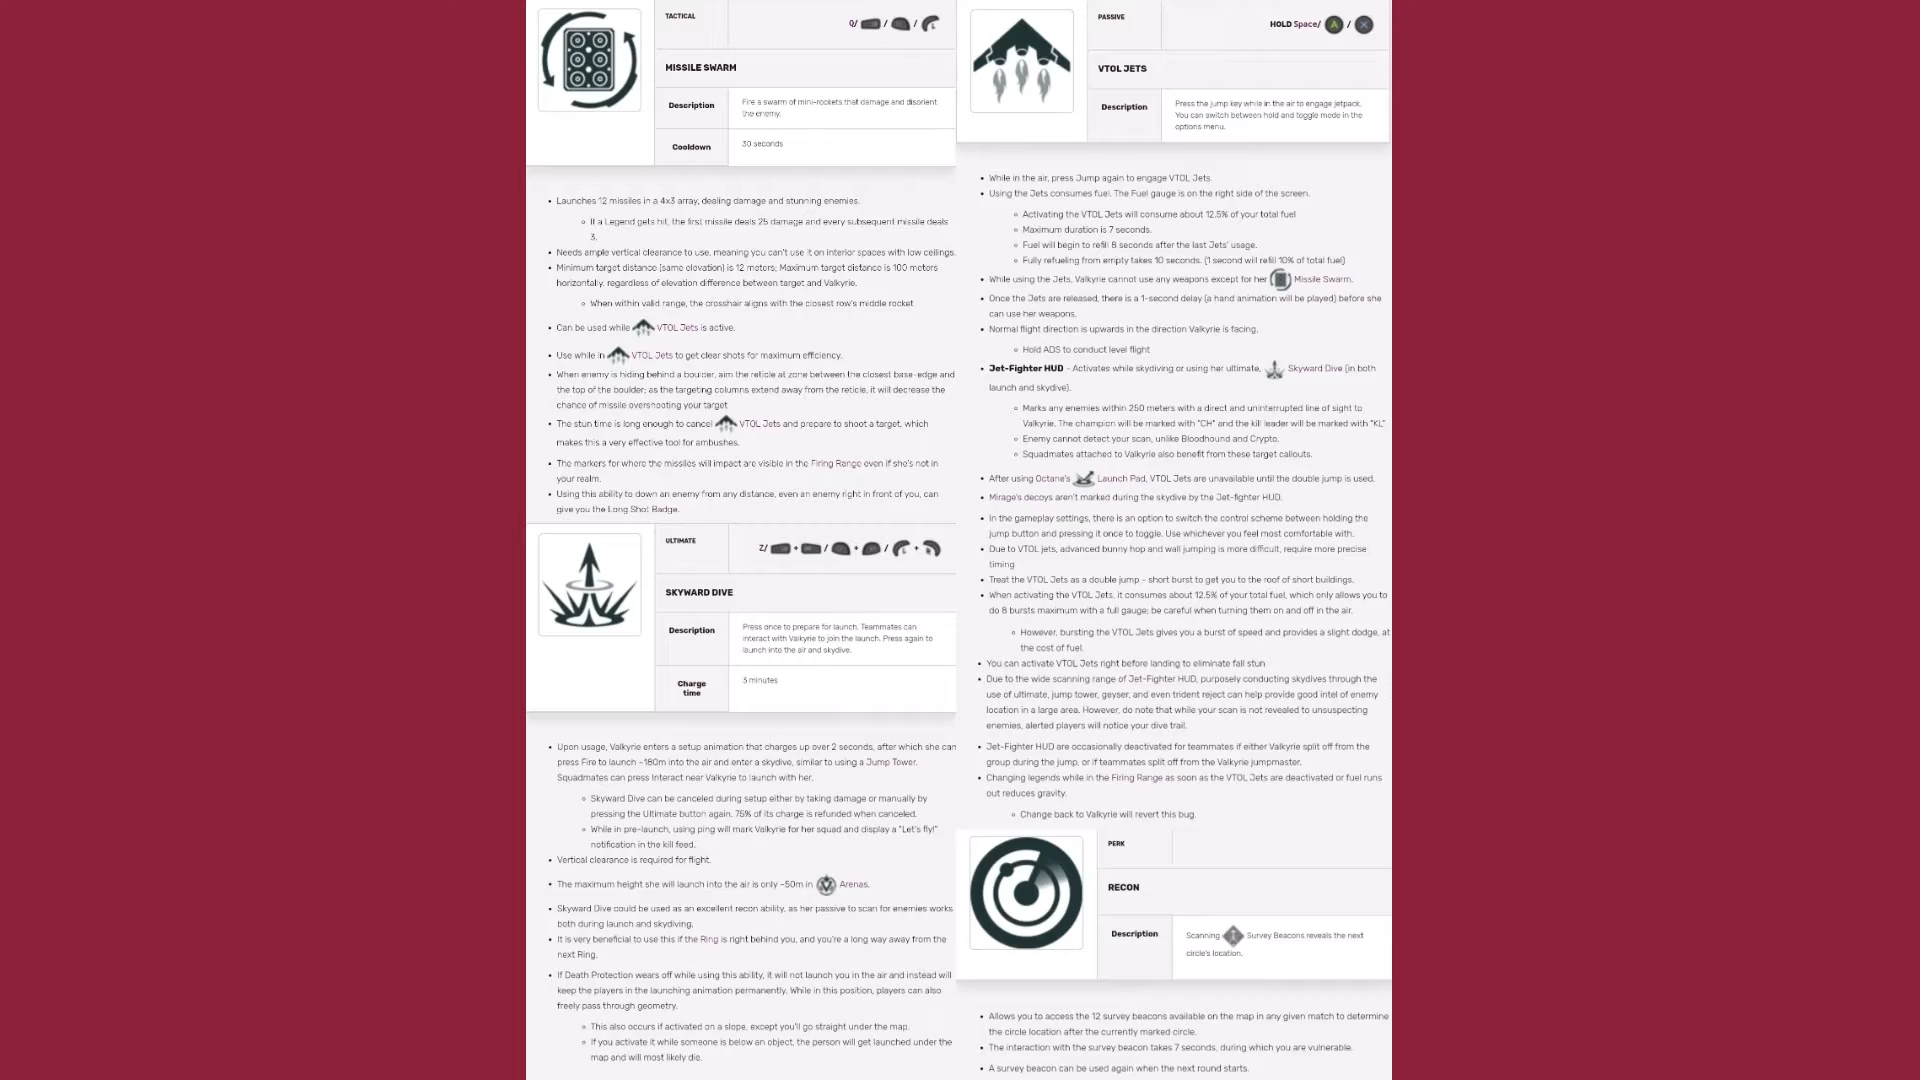 TACTICAL
Q/ / /
MISSILE SWARM
Description
Fire a swarm of mini-rockets that damage and disorient
the enemy.
Cooldown
30 seconds
• Launches 12 missiles in a 4x3 array, dealing damage and stunning enemies.
If a Legend gets hit, the first missile deals 25 damage and every subsequent missile deals
3.
• Needs ample vertical clearance to use, meaning you can't use it on interior spaces with low ceilings.
• Minimum target distance (same elevation) is 12 meters; Maximum target distance is 100 meters
horizontally, regardless of elevation difference between target and Valkyrie.
When within valid range, the crosshair aligns with the closest row's middle rocket
• Can be used while VTOL Jets is active.
• Use while in VTOL Jets to get clear shots for maximum efficiency.
• When enemy is hiding behind a boulder, aim the reticle at zone between the closest base-edge and
the top of the boulder; as the targeting columns extend away from the reticle, it will decrease the
chance of missile overshooting your target
• The stun time is long enough to cancel VTOL Jets and prepare to shoot a target, which
makes this a very effective tool for ambushes.
• The markers for where the missiles will impact are visible in the Firing Range even if she's not in
your realm.
• Using this ability to down an enemy from any distance, even an enemy right in front of you, can
give you the Long Shot Badge.
ULTIMATE
Z/ + / + / +
SKYWARD DIVE
Description
Press once to prepare for launch. Teammates can
interact with Valkyrie to join the launch. Press again to
launch into the air and skydive.
Charge
time
3 minutes
• Upon usage, Valkyrie enters a setup animation that charges up over 2 seconds, after which she can
press Fire to launch ~180m into the air and enter a skydive, similar to using a Jump Tower.
Squadmates can press Interact near Valkyrie to launch with her.
Skyward Dive can be canceled during setup either by taking damage or manually by
pressing the Ultimate button again. 75% of its charge is refunded when canceled.
While in pre-launch, using ping will mark Valkyrie for her squad and display a "Let's fly!"
notification in the kill feed.
• Vertical clearance is required for flight.
• The maximum height she will launch into the air is only ~50m in Arenas.
• Skyward Dive could be used as an excellent recon ability, as her passive to scan for enemies works
both during launch and skydiving.
• It is very beneficial to use this if the Ring is right behind you, and you're a long way away from the
next Ring.
• If Death Protection wears off while using this ability, it will not launch you in the air and instead will
keep the players in the launching animation permanently. While in this position, players can also
freely pass through geometry.
This also occurs if activated on a slope, except you'll go straight under the map.
If you activate it while someone is below an object, the person will get launched under the
map and will most likely die.
PASSIVE
HOLD Space/ A / X
VTOL JETS
Description
Press the jump key while in the air to engage jetpack.
You can switch between hold and toggle mode in the
options menu.
• While in the air, press Jump again to engage VTOL Jets.
• Using the Jets consumes fuel. The Fuel gauge is on the right side of the screen.
Activating the VTOL Jets will consume about 12.5% of your total fuel
Maximum duration is 7 seconds.
Fuel will begin to refill 8 seconds after the last Jets' usage.
Fully refueling from empty takes 10 seconds. (1 second will refill 10% of total fuel)
• While using the Jets, Valkyrie cannot use any weapons except for her Missile Swarm.
• Once the Jets are released, there is a 1-second delay (a hand animation will be played) before she
can use her weapons.
• Normal flight direction is upwards in the direction Valkyrie is facing.
Hold ADS to conduct level flight
• Jet-Fighter HUD - Activates while skydiving or using her ultimate, Skyward Dive (in both
launch and skydive).
Marks any enemies within 250 meters with a direct and uninterrupted line of sight to
Valkyrie. The champion will be marked with "CH" and the kill leader will be marked with "KL"
Enemy cannot detect your scan, unlike Bloodhound and Crypto.
Squadmates attached to Valkyrie also benefit from these target callouts.
• After using Octane's Launch Pad, VTOL Jets are unavailable until the double jump is used.
• Mirage's decoys aren't marked during the skydive by the Jet-fighter HUD.
• In the gameplay settings, there is an option to switch the control scheme between holding the
jump button and pressing it once to toggle. Use whichever you feel most comfortable with.
• Due to VTOL jets, advanced bunny hop and wall jumping is more difficult, require more precise
timing
• Treat the VTOL Jets as a double jump - short burst to get you to the roof of short buildings.
• When activating the VTOL Jets, it consumes about 12.5% of your total fuel, which only allows you to
do 8 bursts maximum with a full gauge; be careful when turning them on and off in the air.
However, bursting the VTOL Jets gives you a burst of speed and provides a slight dodge, at
the cost of fuel.
• You can activate VTOL Jets right before landing to eliminate fall stun
• Due to the wide scanning range of Jet-Fighter HUD, purposely conducting skydives through the
use of ultimate, jump tower, geyser, and even trident reject can help provide good intel of enemy
location in a large area. However, do note that while your scan is not revealed to unsuspecting
enemies, alerted players will notice your dive trail.
• Jet-Fighter HUD are occasionally deactivated for teammates if either Valkyrie split off from the
group during the jump, or if teammates split off from the Valkyrie jumpmaster.
• Changing legends while in the Firing Range as soon as the VTOL Jets are deactivated or fuel runs
out reduces gravity.
Change back to Valkyrie will revert this bug.
PERK
RECON
Description
Scanning Survey Beacons reveals the next
circle's location.
• Allows you to access the 12 survey beacons available on the map in any given match to determine
the circle location after the currently marked circle.
• The interaction with the survey beacon takes 7 seconds, during which you are vulnerable.
• A survey beacon can be used again when the next round starts.